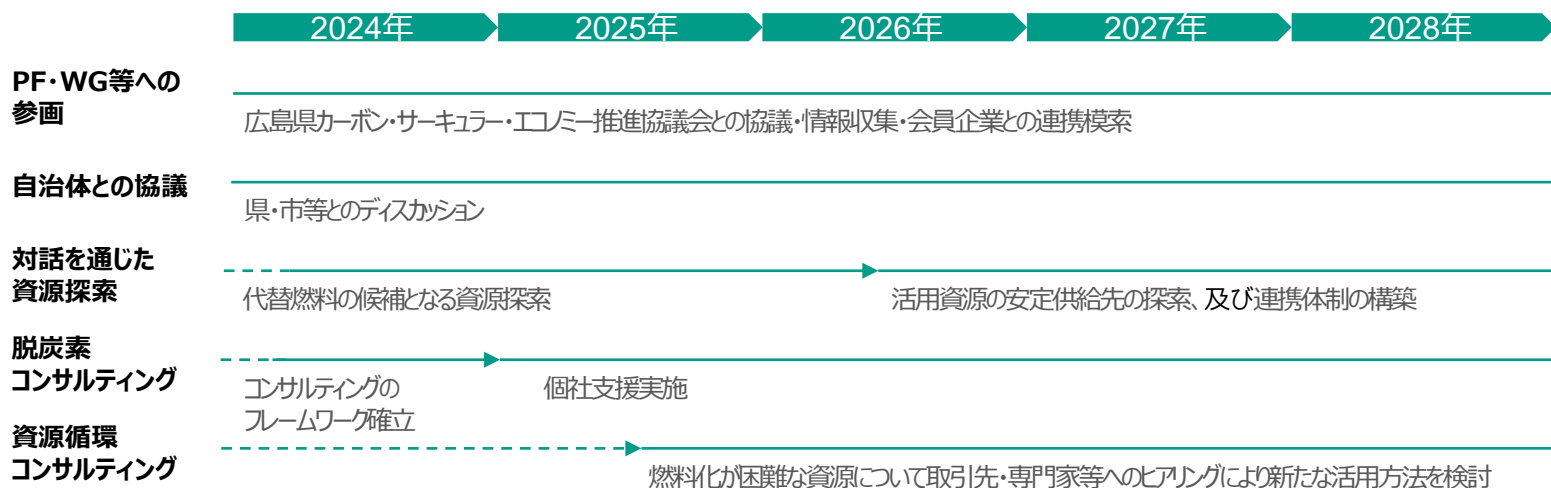 2024年 2025年 2026年 2027年 2028年
PF・WG等への
参画
広島県カーボン・サーキュラー・エコノミー推進協議会との協議・情報収集・会員企業との連携模索
自治体との協議
県・市等とのディスカッション
対話を通じた
資源探索
代替燃料の候補となる資源探索
活用資源の安定供給先の探索、及び連携体制の構築
脱炭素
コンサルティング
コンサルティングの
フレームワーク確立
個社支援実施
資源循環
コンサルティング
燃料化が困難な資源について取引先・専門家等へのヒアリングにより新たな活用方法を検討